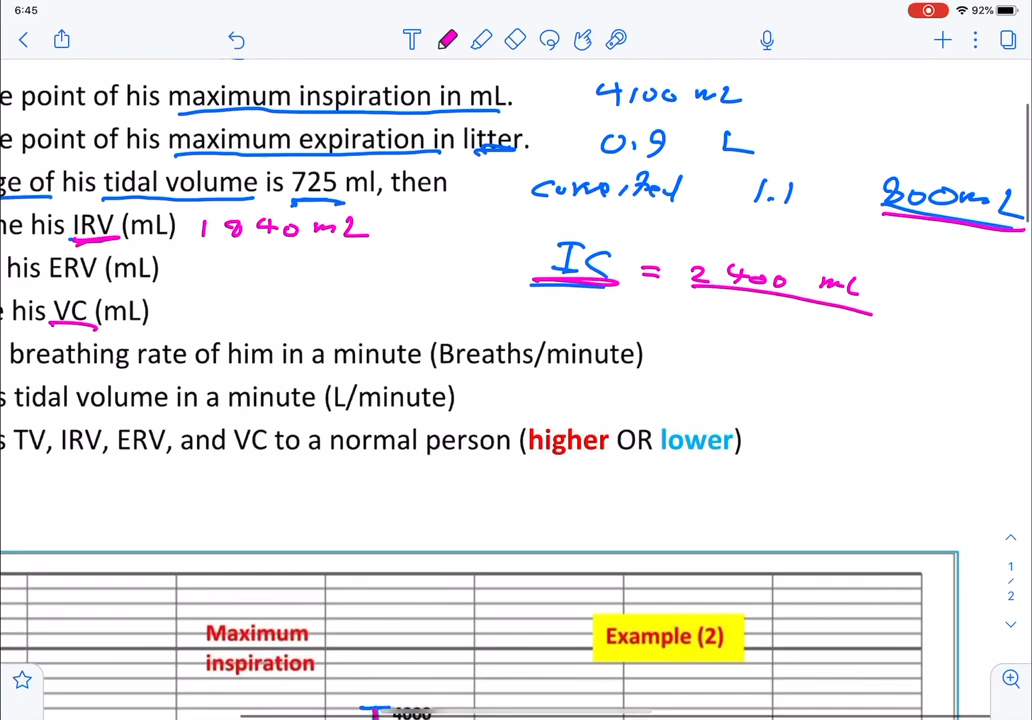 6:45
92%
e point of his maximum inspiration in mL. 4100 mL
e point of his maximum expiration in litter. 0.9 L
ge of his tidal volume is 725 ml, then
1.1 800mL
ne his IRV (mL) 1840 mL
his ERV (mL) IC = 2400 mL
e his VC (mL)
breathing rate of him in a minute (Breaths/minute)
s tidal volume in a minute (L/minute)
s TV, IRV, ERV, and VC to a normal person (higher OR lower)
1
/
2
Maximum
inspiration
Example (2)
4000